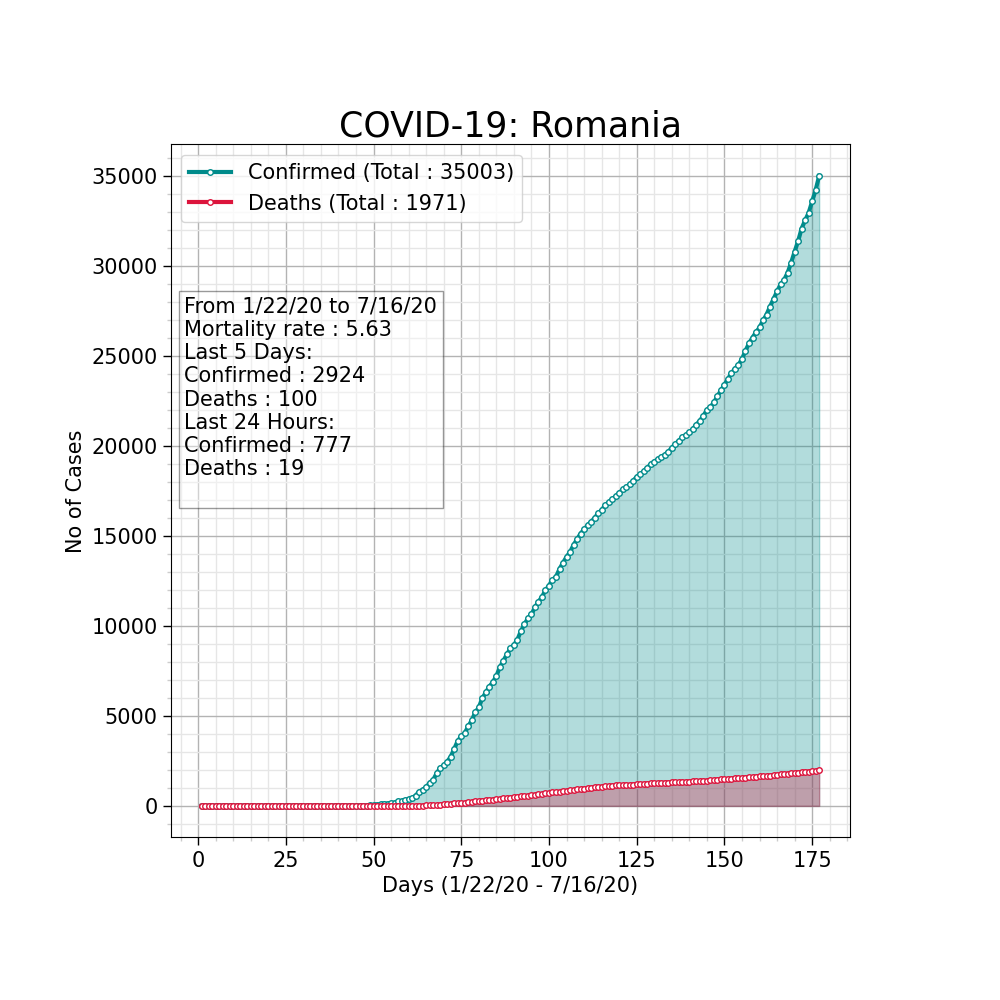 COVID-19: Romania
Confirmed (Total : 35003)
Deaths (Total : 1971)
From 1/22/20 to 7/16/20
Mortality rate : 5.63
Last 5 Days:
Confirmed : 2924
Deaths : 100
Last 24 Hours:
Confirmed : 777
Deaths : 19
No of Cases
35000
30000
25000
20000
15000
10000
5000
0
0 25 50 75 100 125 150 175
Days (1/22/20 - 7/16/20)